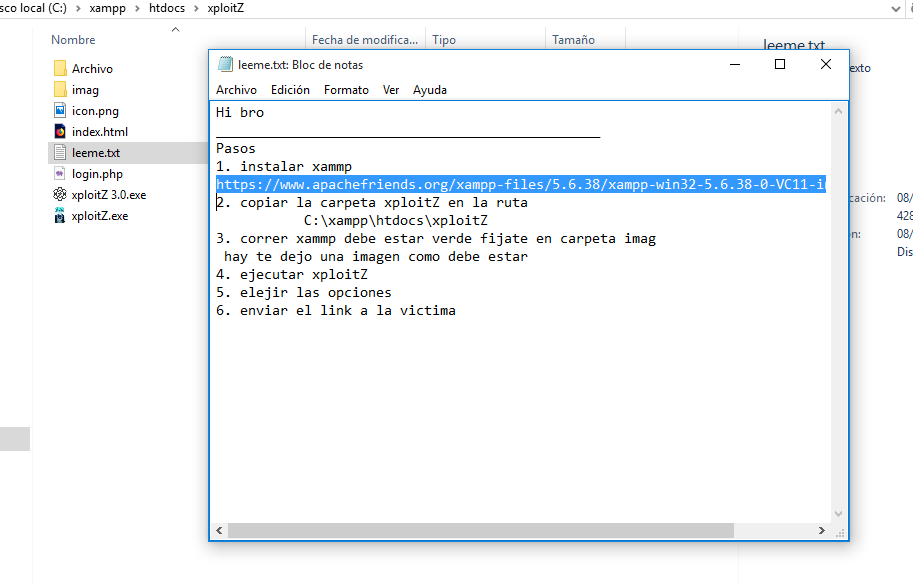 sco local (C:) > xampp > htdocs > xploitZ
Nombre
Fecha de modifica...
Tipo
Tamaño
Archivo
imag
icon.png
index.html
leeme.txt
login.php
xploitZ 3.0.exe
xploitZ.exe
leeme.txt
exto
cación: 08/
428
ón: 08/
Dis
leeme.txt: Bloc de notas
Archivo Edición Formato Ver Ayuda
Hi bro
Pasos
1. instalar xammp
https://www.apachefriends.org/xampp-files/5.6.38/xampp-win32-5.6.38-0-VC11-i
2. copiar la carpeta xploitZ en la ruta
C:\xampp\htdocs\xploitZ
3. correr xammp debe estar verde fijate en carpeta imag
hay te dejo una imagen como debe estar
4. ejecutar xploitZ
5. elejir las opciones
6. enviar el link a la victima